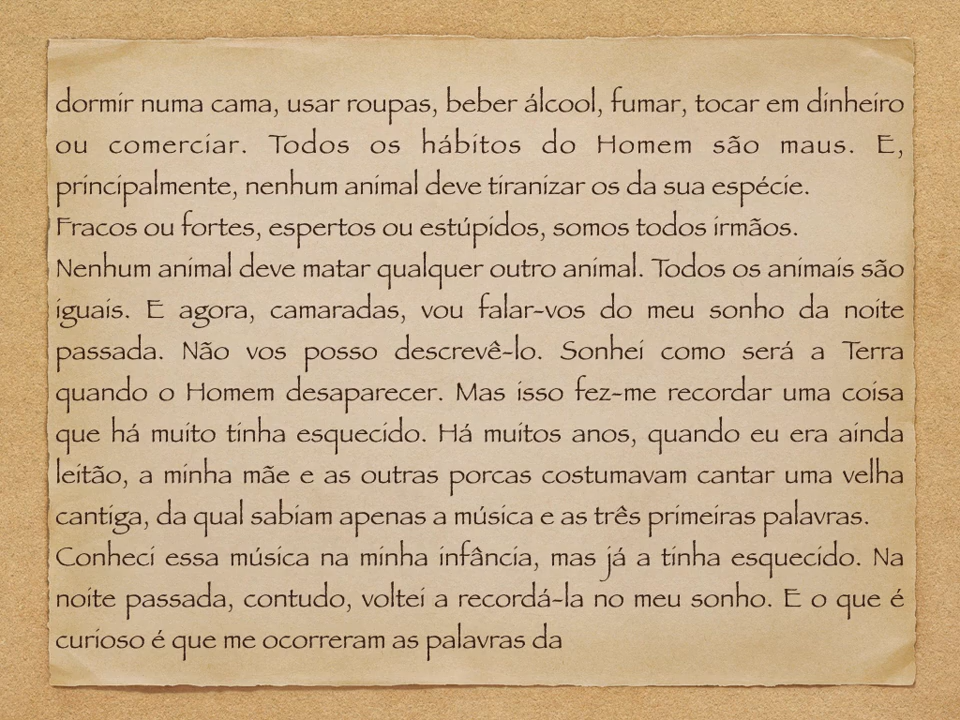 dormir numa cama, usar roupas, beber álcool, fumar, tocar em dinheiro
ou comerciar. Todos os hábitos do Homem são maus. E,
principalmente, nenhum animal deve tiranizar os da sua espécie.
Fracos ou fortes, espertos ou estúpidos, somos todos irmãos.
Nenhum animal deve matar qualquer outro animal. Todos os animais são
iguais. E agora, camaradas, vou falar-vos do meu sonho da noite
passada. Não vos posso descrevê-lo. Sonhei como será a Terra
quando o Homem desaparecer. Mas isso fez-me recordar uma coisa
que há muito tinha esquecido. Há muitos anos, quando eu era ainda
leitão, a minha mãe e as outras porcas costumavam cantar uma velha
cantiga, da qual sabiam apenas a música e as três primeiras palavras.
Conheci essa música na minha infância, mas já a tinha esquecido. Na
noite passada, contudo, voltei a recordá-la no meu sonho. E o que é
curioso é que me ocorreram as palavras da